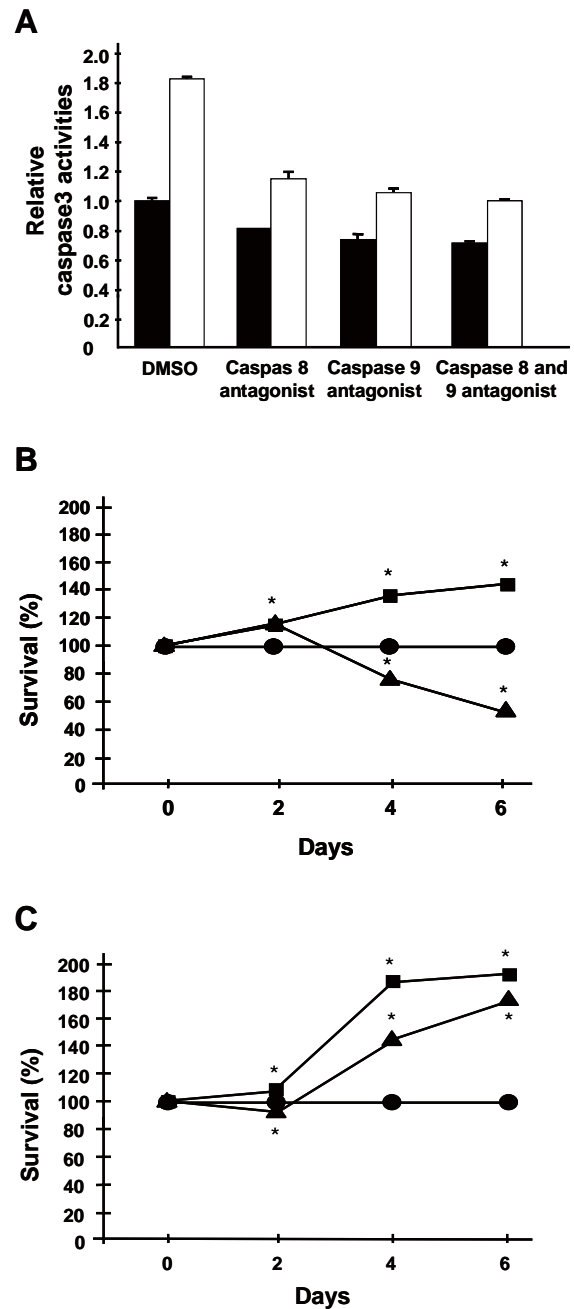 A
Relative
caspase3 activities
2.0
1.8
1.6
1.4
1.2
1.0
0.8
0.6
0.4
0.2
0
DMSO
Caspas 8
antagonist
Caspase 9
antagonist
Caspase 8 and
9 antagonist
B
Survival (%)
200
180
160
140
120
100
80
60
40
20
0
* * *
* *
0 2 4 6
Days
C
Survival (%)
200
180
160
140
120
100
80
60
40
20
0
* * *
* * *
0 2 4 6
Days